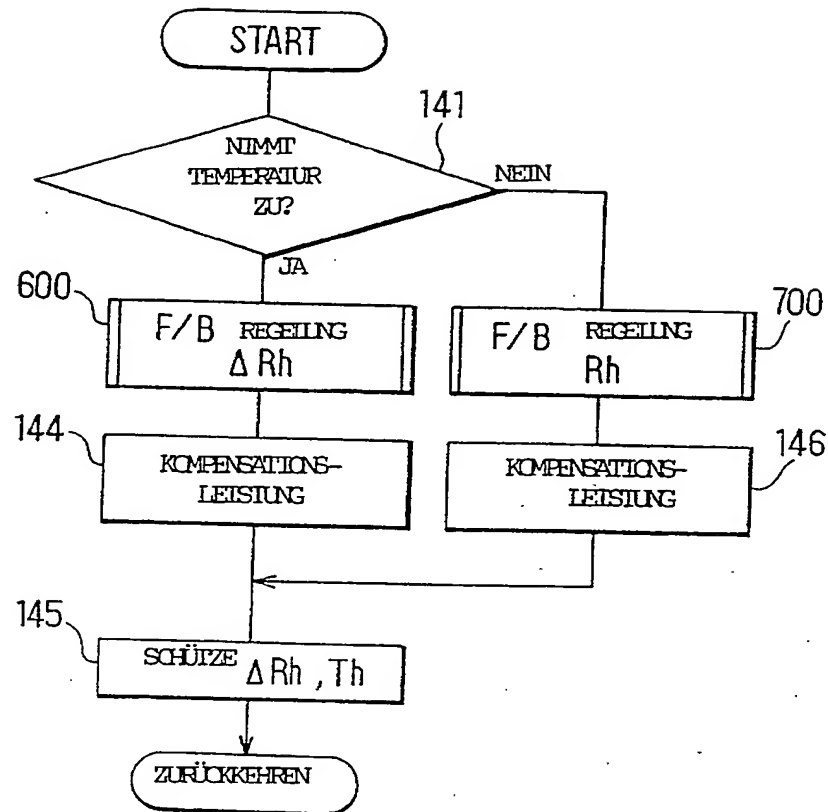 START
141
NIMMT
TEMPERATUR
ZU?
NEIN
JA
600
F/B REGELUNG
Δ Rh
F/B REGELUNG
Rh
700
144
KOMPENSATIONS-
LEISTUNG
KOMPENSATIONS-
LEISTUNG
146
145
SCHÜTZE Δ Rh , Th
ZURÜCKKEHREN